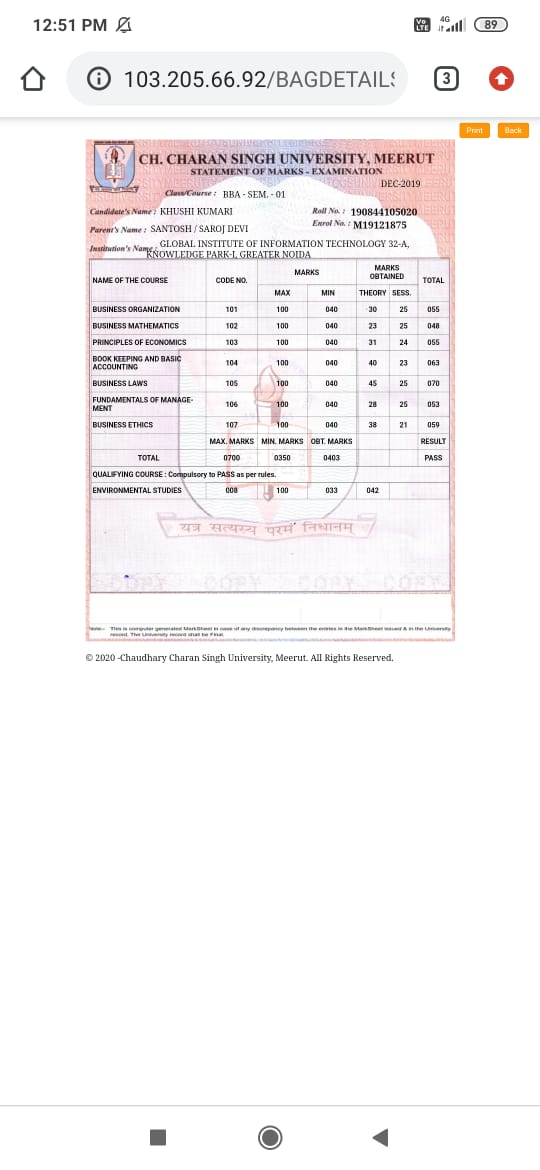 12:51 PM
Vo LTE 4G 89
103.205.66.92/BAGDETAILS
3
Print Back
CH. CHARAN SINGH UNIVERSITY, MEERUT
STATEMENT OF MARKS - EXAMINATION
DEC-2019
Class/Course : BBA - SEM. - 01
Candidate's Name : KHUSHI KUMARI Roll No. : 190844105020
Parent's Name : SANTOSH / SAROJ DEVI Enrol No. : M19121875
Institution's Name : GLOBAL INSTITUTE OF INFORMATION TECHNOLOGY 32-A,
KNOWLEDGE PARK-I, GREATER NOIDA
NAME OF THE COURSE CODE NO. MARKS MARKS OBTAINED TOTAL
MAX MIN THEORY SESS.
BUSINESS ORGANIZATION 101 100 040 30 25 055
BUSINESS MATHEMATICS 102 100 040 23 25 048
PRINCIPLES OF ECONOMICS 103 100 040 31 24 055
BOOK KEEPING AND BASIC
ACCOUNTING 104 100 040 40 23 063
BUSINESS LAWS 105 100 040 45 25 070
FUNDAMENTALS OF MANAGE-
MENT 106 100 040 28 25 053
BUSINESS ETHICS 107 100 040 38 21 059
MAX. MARKS MIN. MARKS OBT. MARKS RESULT
TOTAL 0700 0350 0403 PASS
QUALIFYING COURSE : Compulsory to PASS as per rules.
ENVIRONMENTAL STUDIES 008 100 033 042
यत्र सत्यस्य परमं निधानम्
COPY COPY COPY COPY
Note:- This is computer generated MarkSheet in case of any discrepancy between the entries in the MarkSheet issued & in the University
record, The University record shall be Final.
© 2020 -Chaudhary Charan Singh University, Meerut. All Rights Reserved.